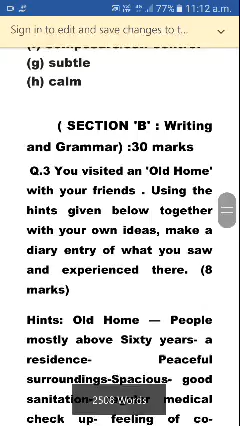 77% 11:12 a.m.
Sign in to edit and save changes to t...
(g) subtle
(h) calm
( SECTION 'B' : Writing
and Grammar) :30 marks
Q.3 You visited an 'Old Home'
with your friends . Using the
hints given below together
with your own ideas, make a
diary entry of what you saw
and experienced there. (8
marks)
Hints: Old Home — People
mostly above Sixty years- a
residence- Peaceful
surroundings-Spacious- good
sanitation- medical
2508 Words
check up- feeling of co-